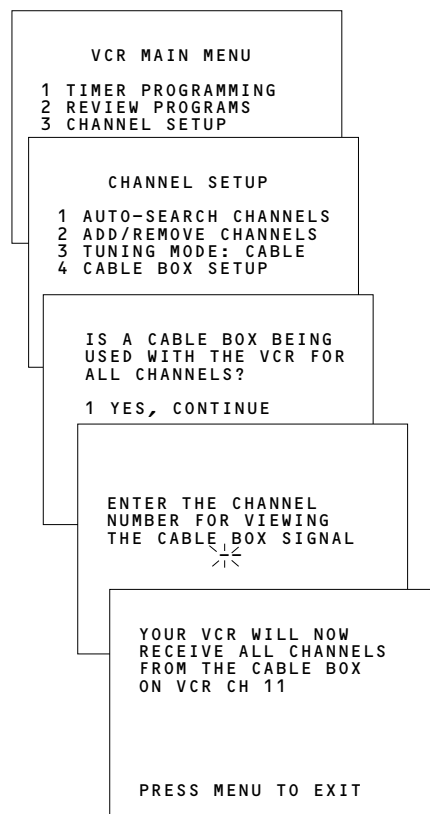 VCR MAIN MENU
1 TIMER PROGRAMMING
2 REVIEW PROGRAMS
3 CHANNEL SETUP
CHANNEL SETUP
1 AUTO-SEARCH CHANNELS
2 ADD/REMOVE CHANNELS
3 TUNING MODE: CABLE
4 CABLE BOX SETUP
IS A CABLE BOX BEING
USED WITH THE VCR FOR
ALL CHANNELS?
1 YES, CONTINUE
ENTER THE CHANNEL
NUMBER FOR VIEWING
THE CABLE BOX SIGNAL
--
YOUR VCR WILL NOW
RECEIVE ALL CHANNELS
FROM THE CABLE BOX
ON VCR CH 11
PRESS MENU TO EXIT